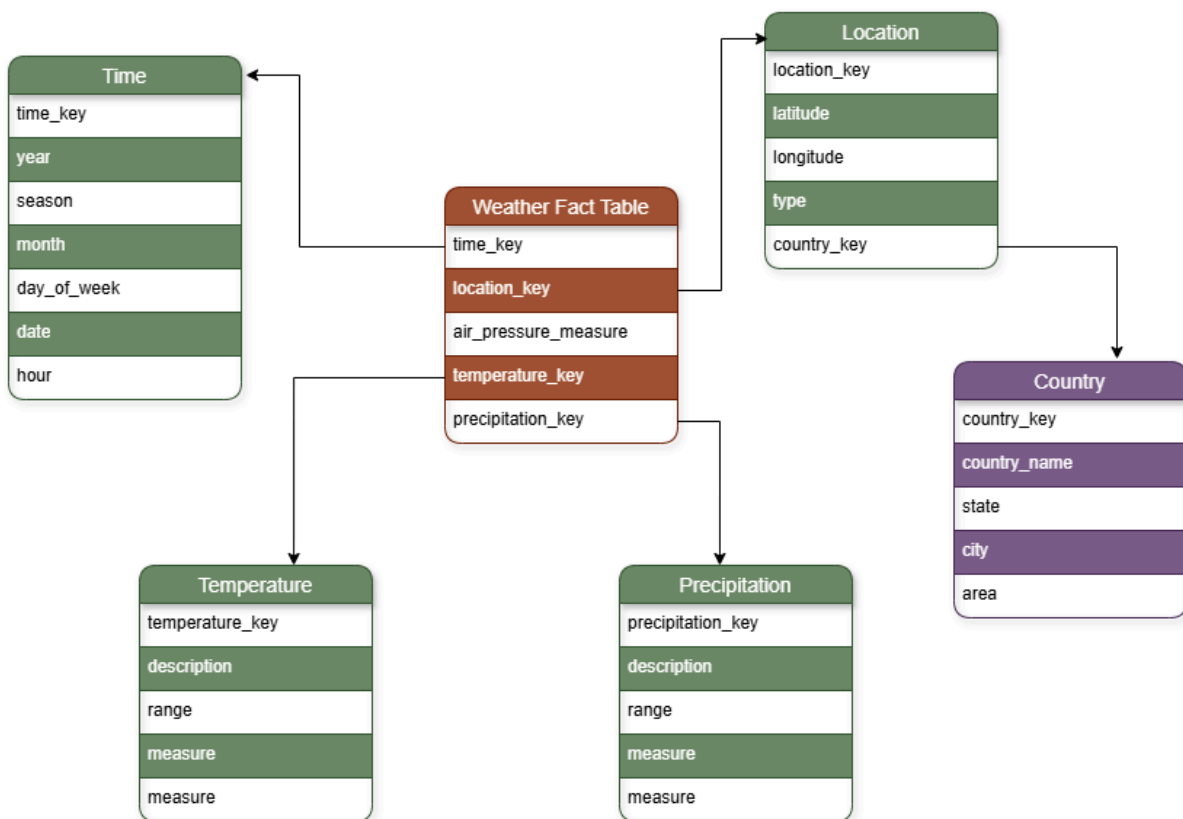 Time
time_key
year
season
month
day_of_week
date
hour
Weather Fact Table
time_key
location_key
air_pressure_measure
temperature_key
precipitation_key
Location
location_key
latitude
longitude
type
country_key
Country
country_key
country_name
state
city
area
Temperature
temperature_key
description
range
measure
measure
Precipitation
precipitation_key
description
range
measure
measure